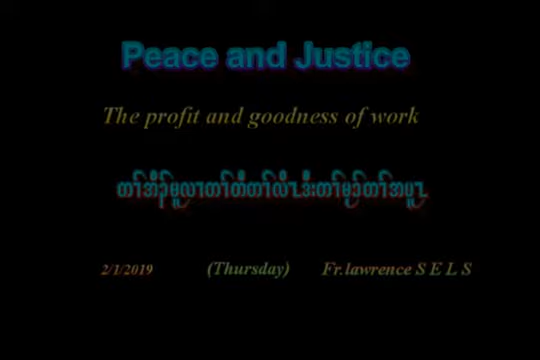 Peace and Justice
The profit and goodness of work
2/1/2019 (Thursday) Fr.lawrence S E L S